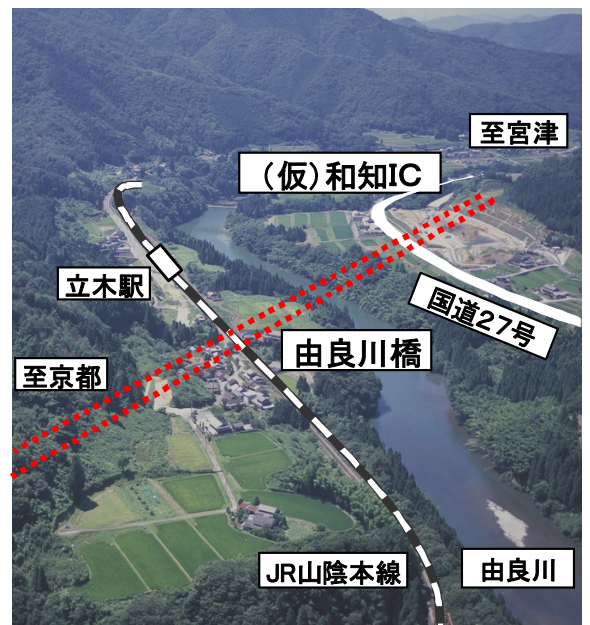 至宮津
（仮）和知IC
立木駅
国道27号
由良川橋
至京都
JR山陰本線
由良川